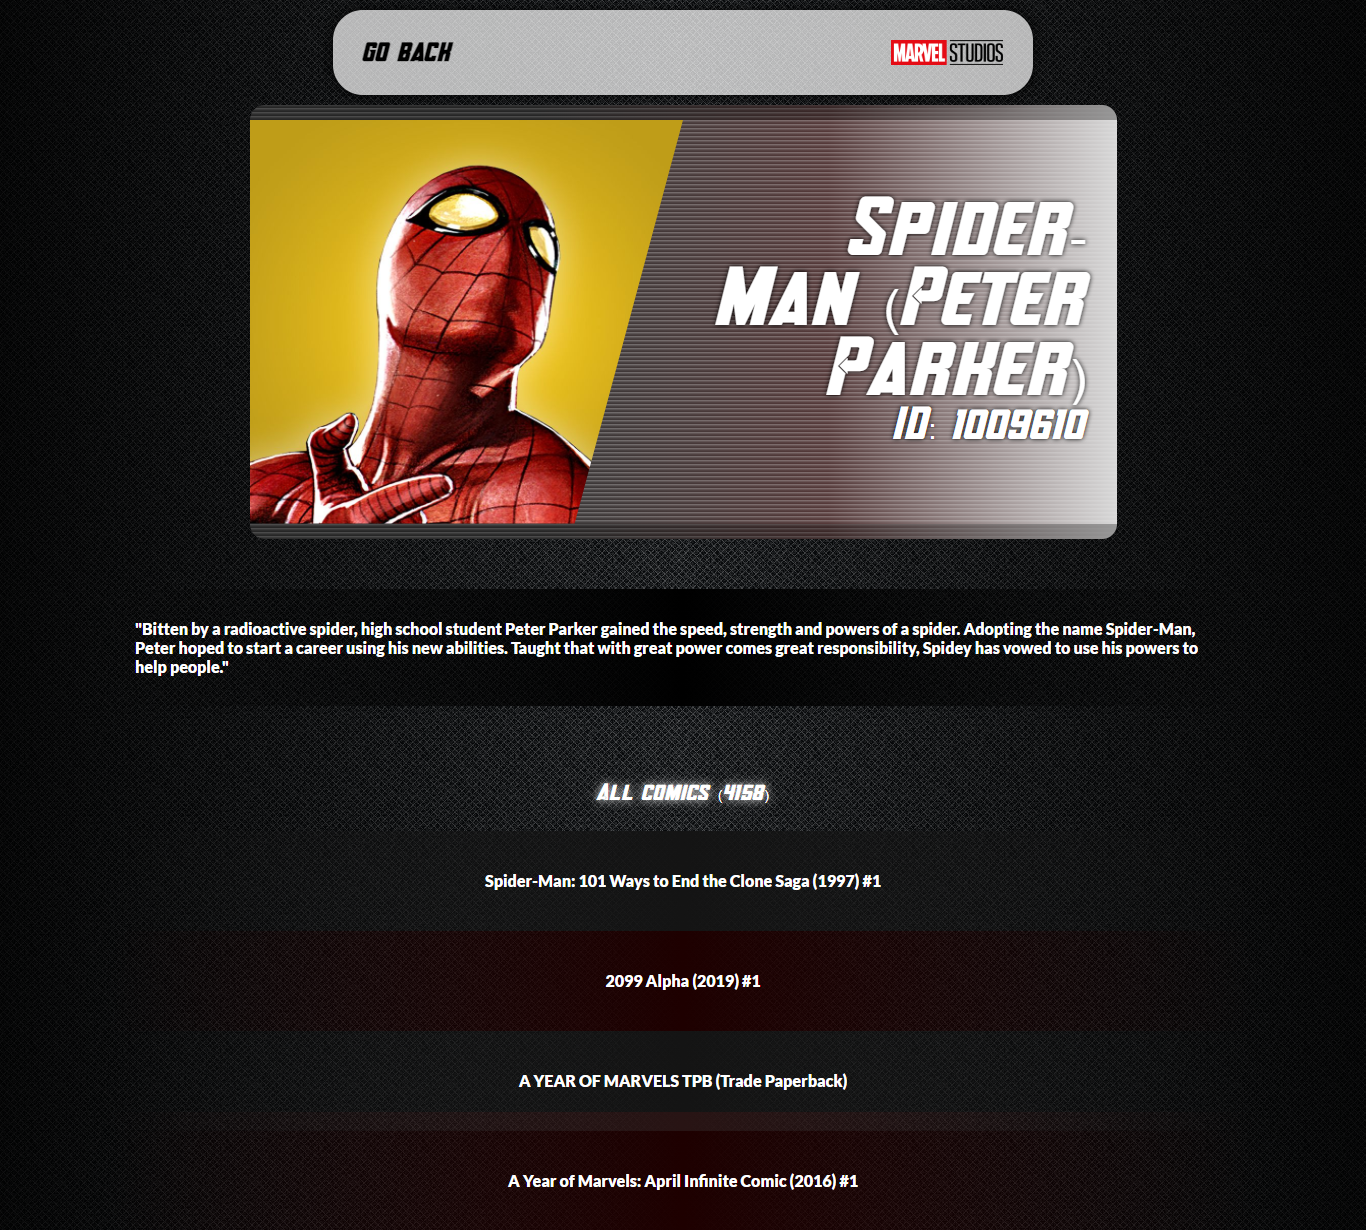 GO BACK
MARVEL STUDIOS
SPIDER-
MAN (PETER
PARKER)
ID: 1009610
"Bitten by a radioactive spider, high school student Peter Parker gained the speed, strength and powers of a spider. Adopting the name Spider-Man,
Peter hoped to start a career using his new abilities. Taught that with great power comes great responsibility, Spidey has vowed to use his powers to
help people."
ALL COMICS (4158)
Spider-Man: 101 Ways to End the Clone Saga (1997) #1
2099 Alpha (2019) #1
A YEAR OF MARVELS TPB (Trade Paperback)
A Year of Marvels: April Infinite Comic (2016) #1